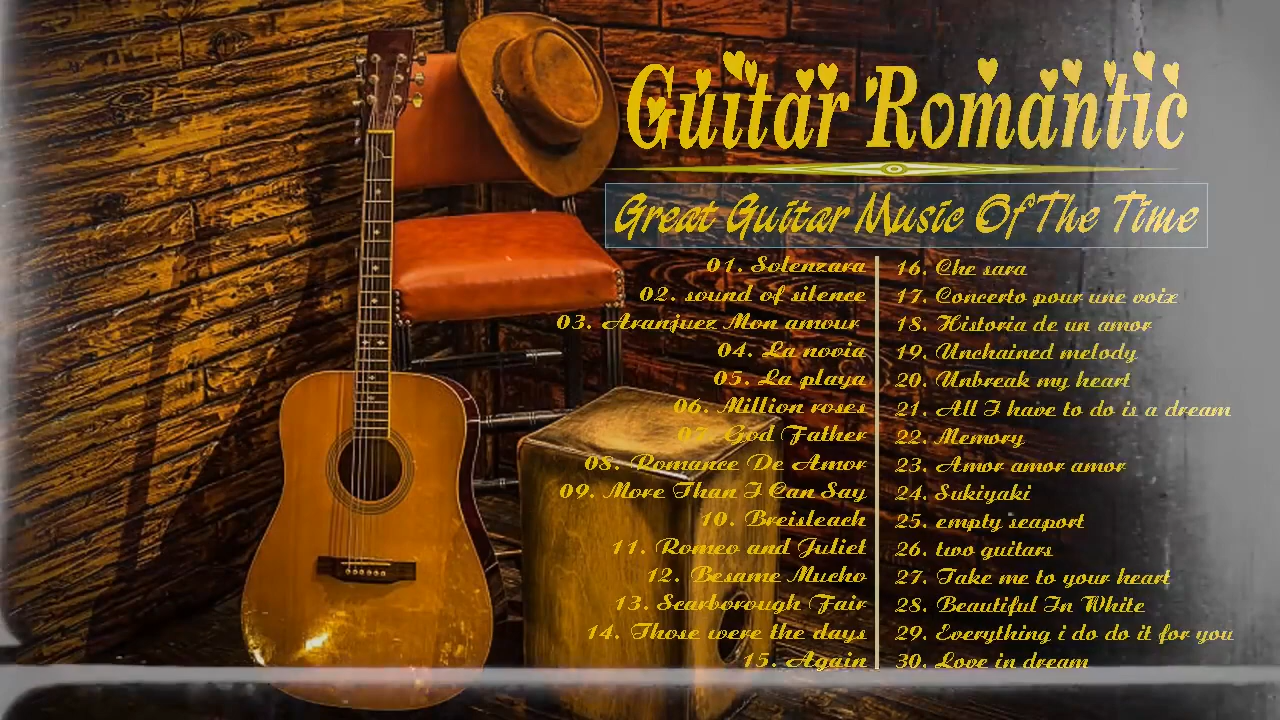 Guitar Romantic
Great Guitar Music Of The Time
01. Solenzara
02. sound of silence
03. Aranjuez Mon amour
04. La novia
05. La playa
06. Million roses
07. God Father
08. Romance De Amor
09. More Than I Can Say
10. Breisleach
11. Romeo and Juliet
12. Besame Mucho
13. Scarborough Fair
14. Those were the days
15. Again
16. Che sara
17. Concerto pour une voix
18. Historia de un amor
19. Unchained melody
20. Unbreak my heart
21. All I have to do is a dream
22. Memory
23. Amor amor amor
24. Sukiyaki
25. empty seaport
26. two guitars
27. Take me to your heart
28. Beautiful In White
29. Everything i do do it for you
30. Love in dream